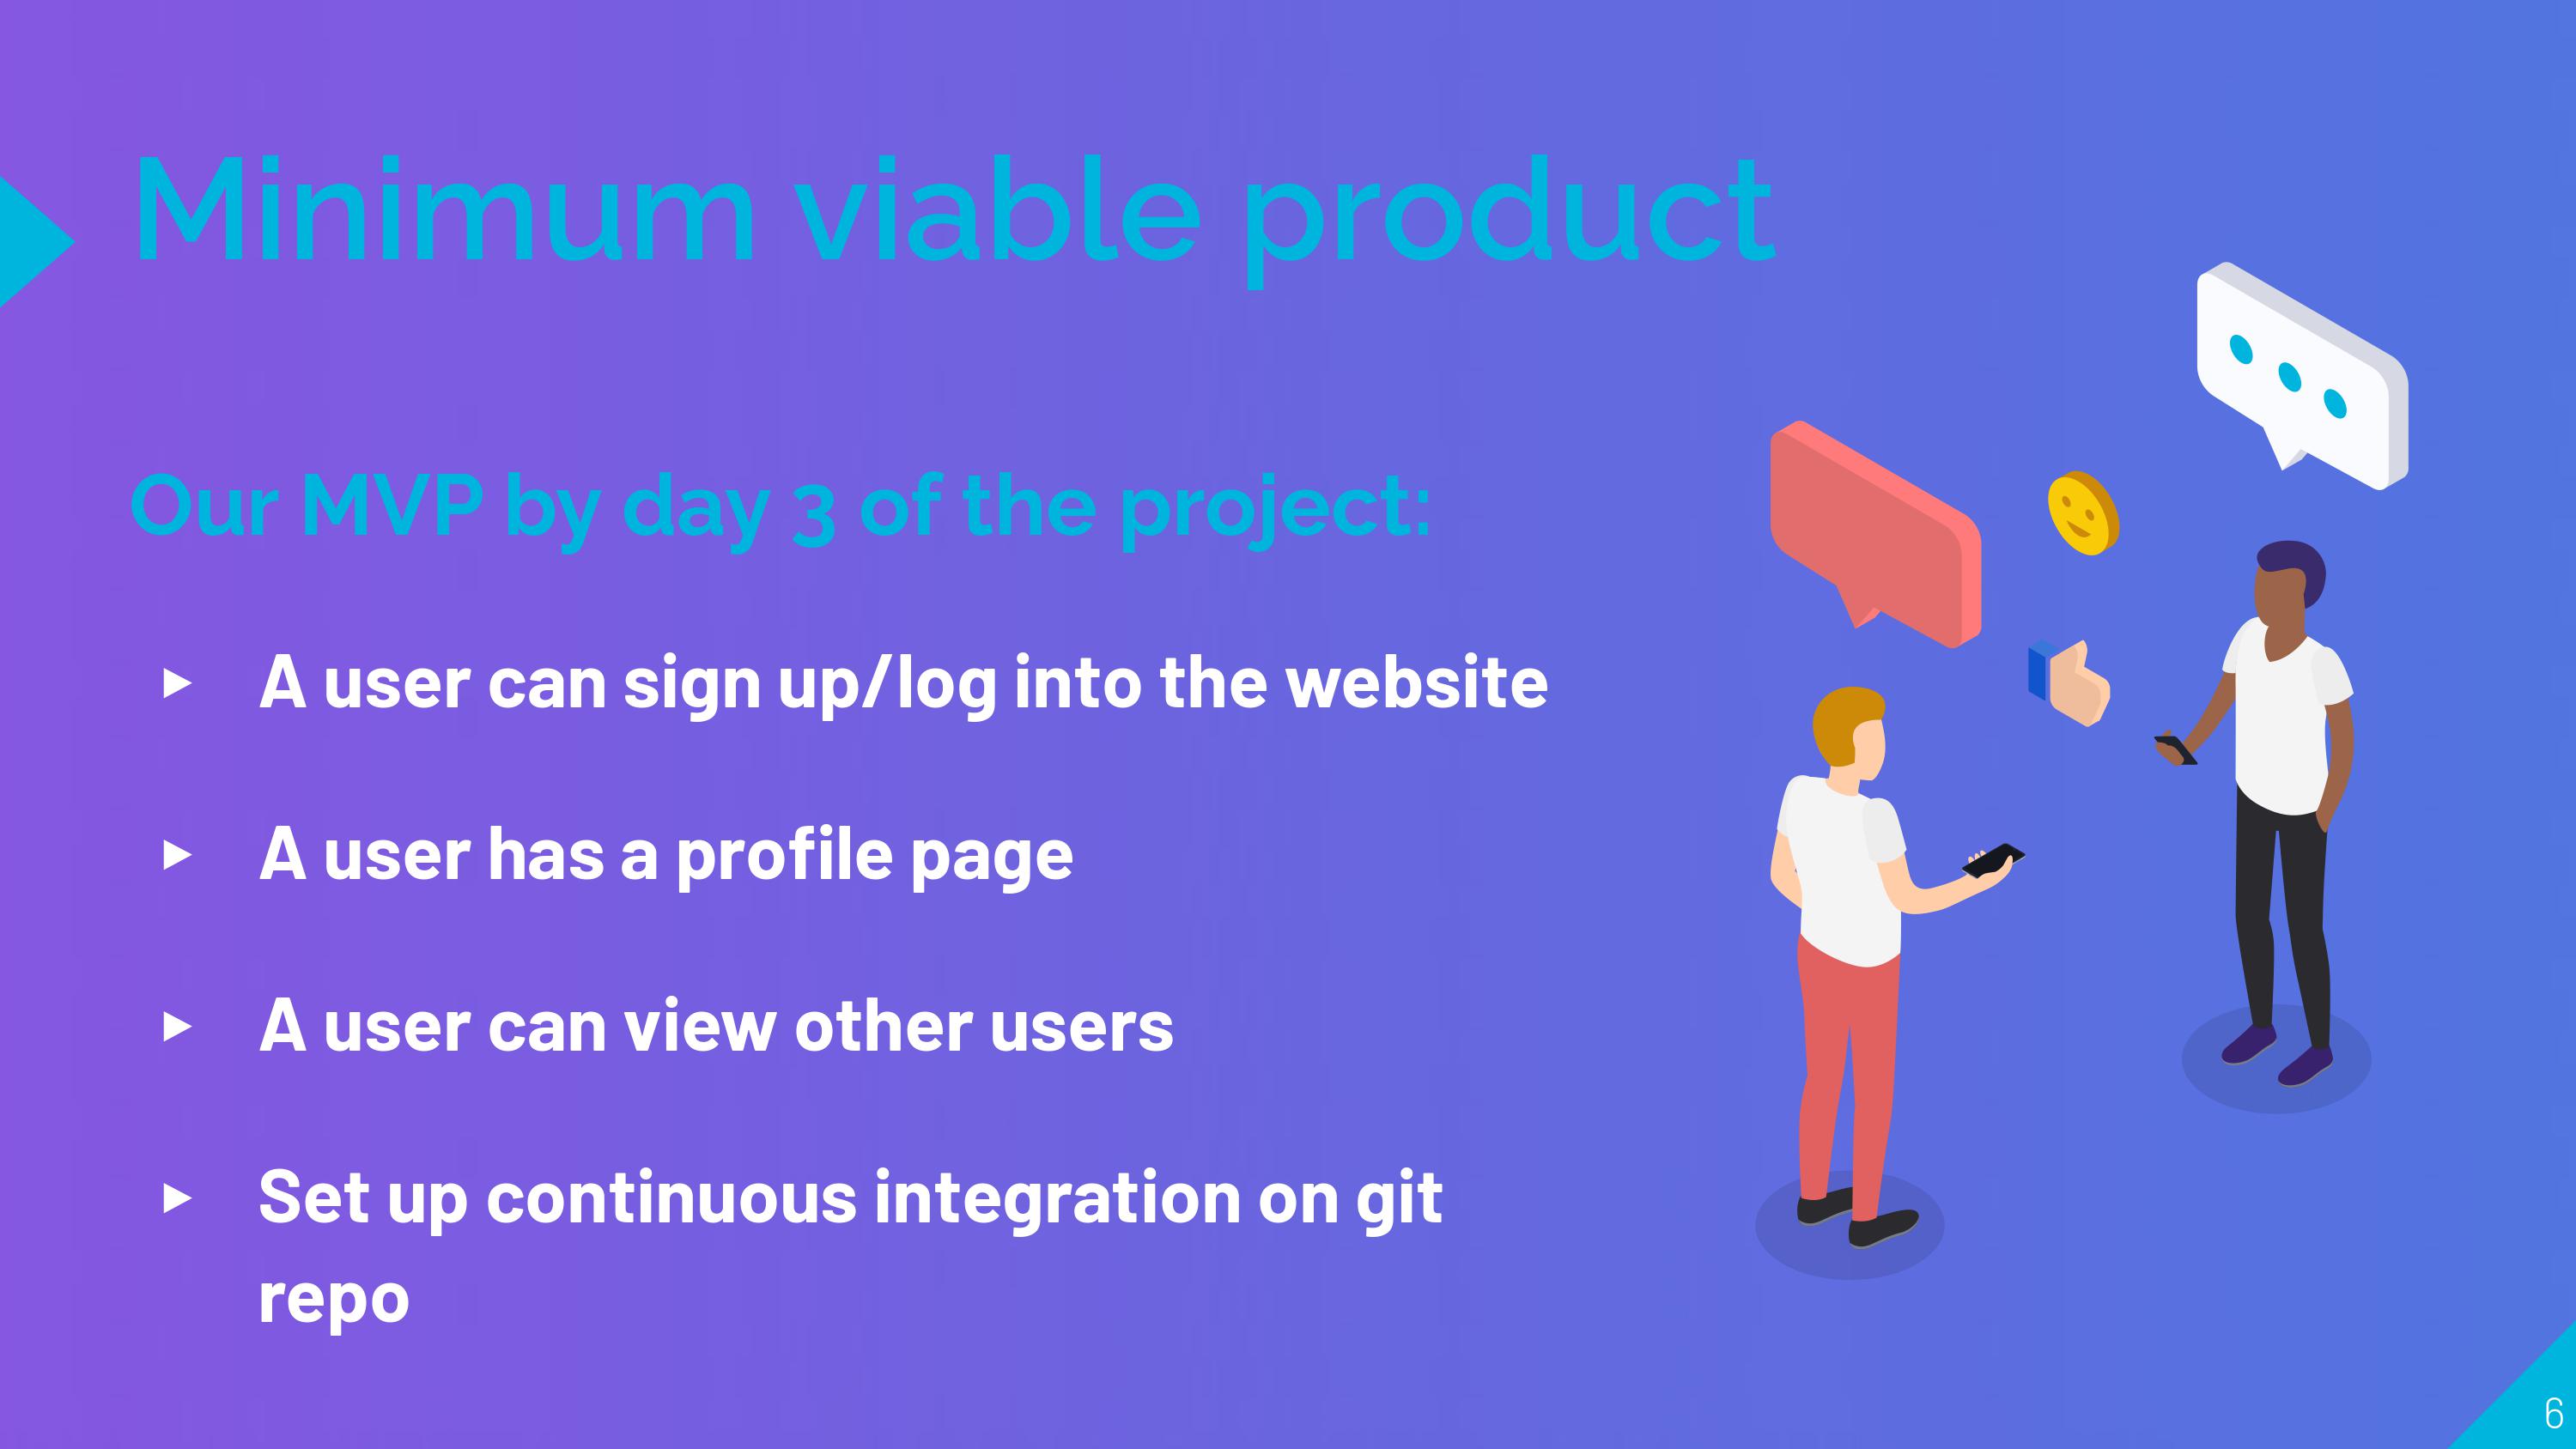 Minimum viable product
Our MVP by day 3 of the project:
► A user can sign up/log into the website
► A user has a profile page
► A user can view other users
► Set up continuous integration on git
repo
6